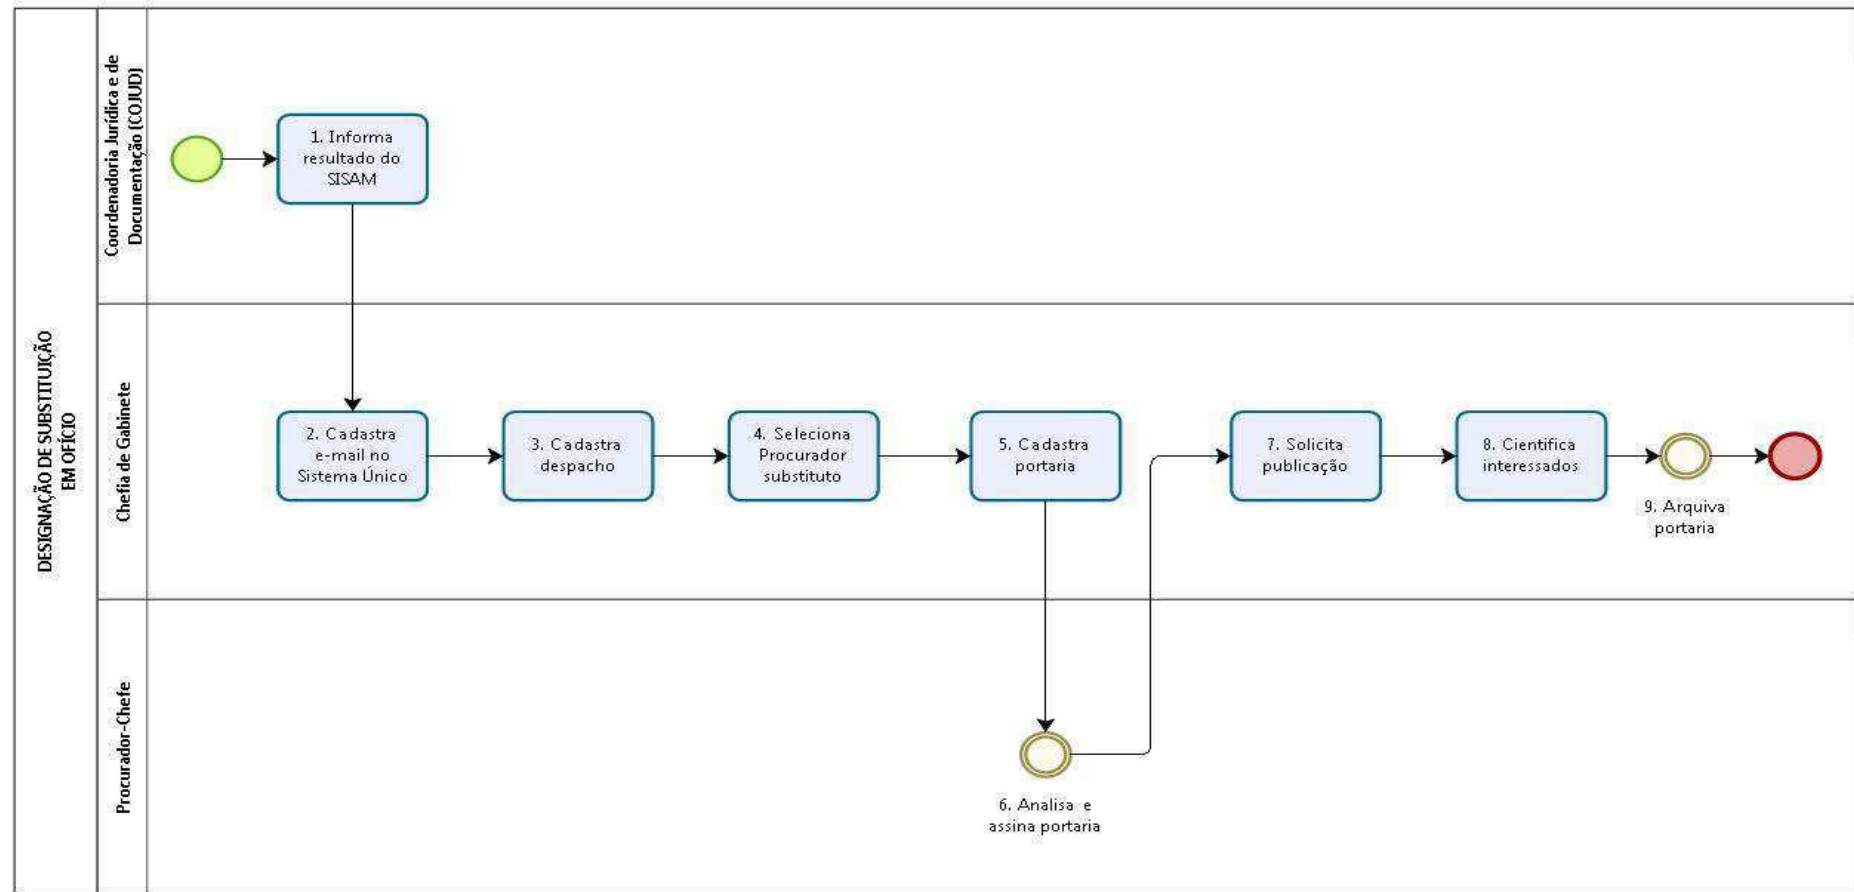 DESIGNAÇÃO DE SUBSTITUIÇÃO
EM OFÍCIO
Coordenadoria Jurídica e de
Documentação (COJUD)
1. Informa
resultado do
SISAM
Chefia de Gabinete
2. Cadastra
e-mail no
Sistema Único
3. Cadastra
despacho
4. Seleciona
Procurador
substituto
5. Cadastra
portaria
7. Solicita
publicação
8. Cientifica
interessados
9. Arquiva
portaria
Procurador-Chefe
6. Analisa e
assina portaria